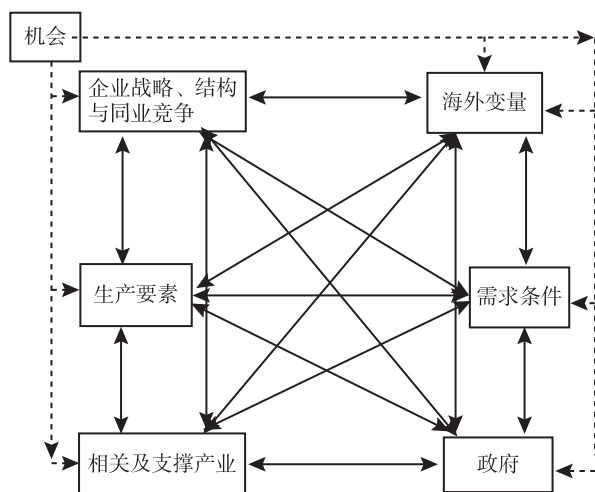 机会
企业战略、结构
与同业竞争
海外变量
生产要素
需求条件
相关及支撑产业
政府